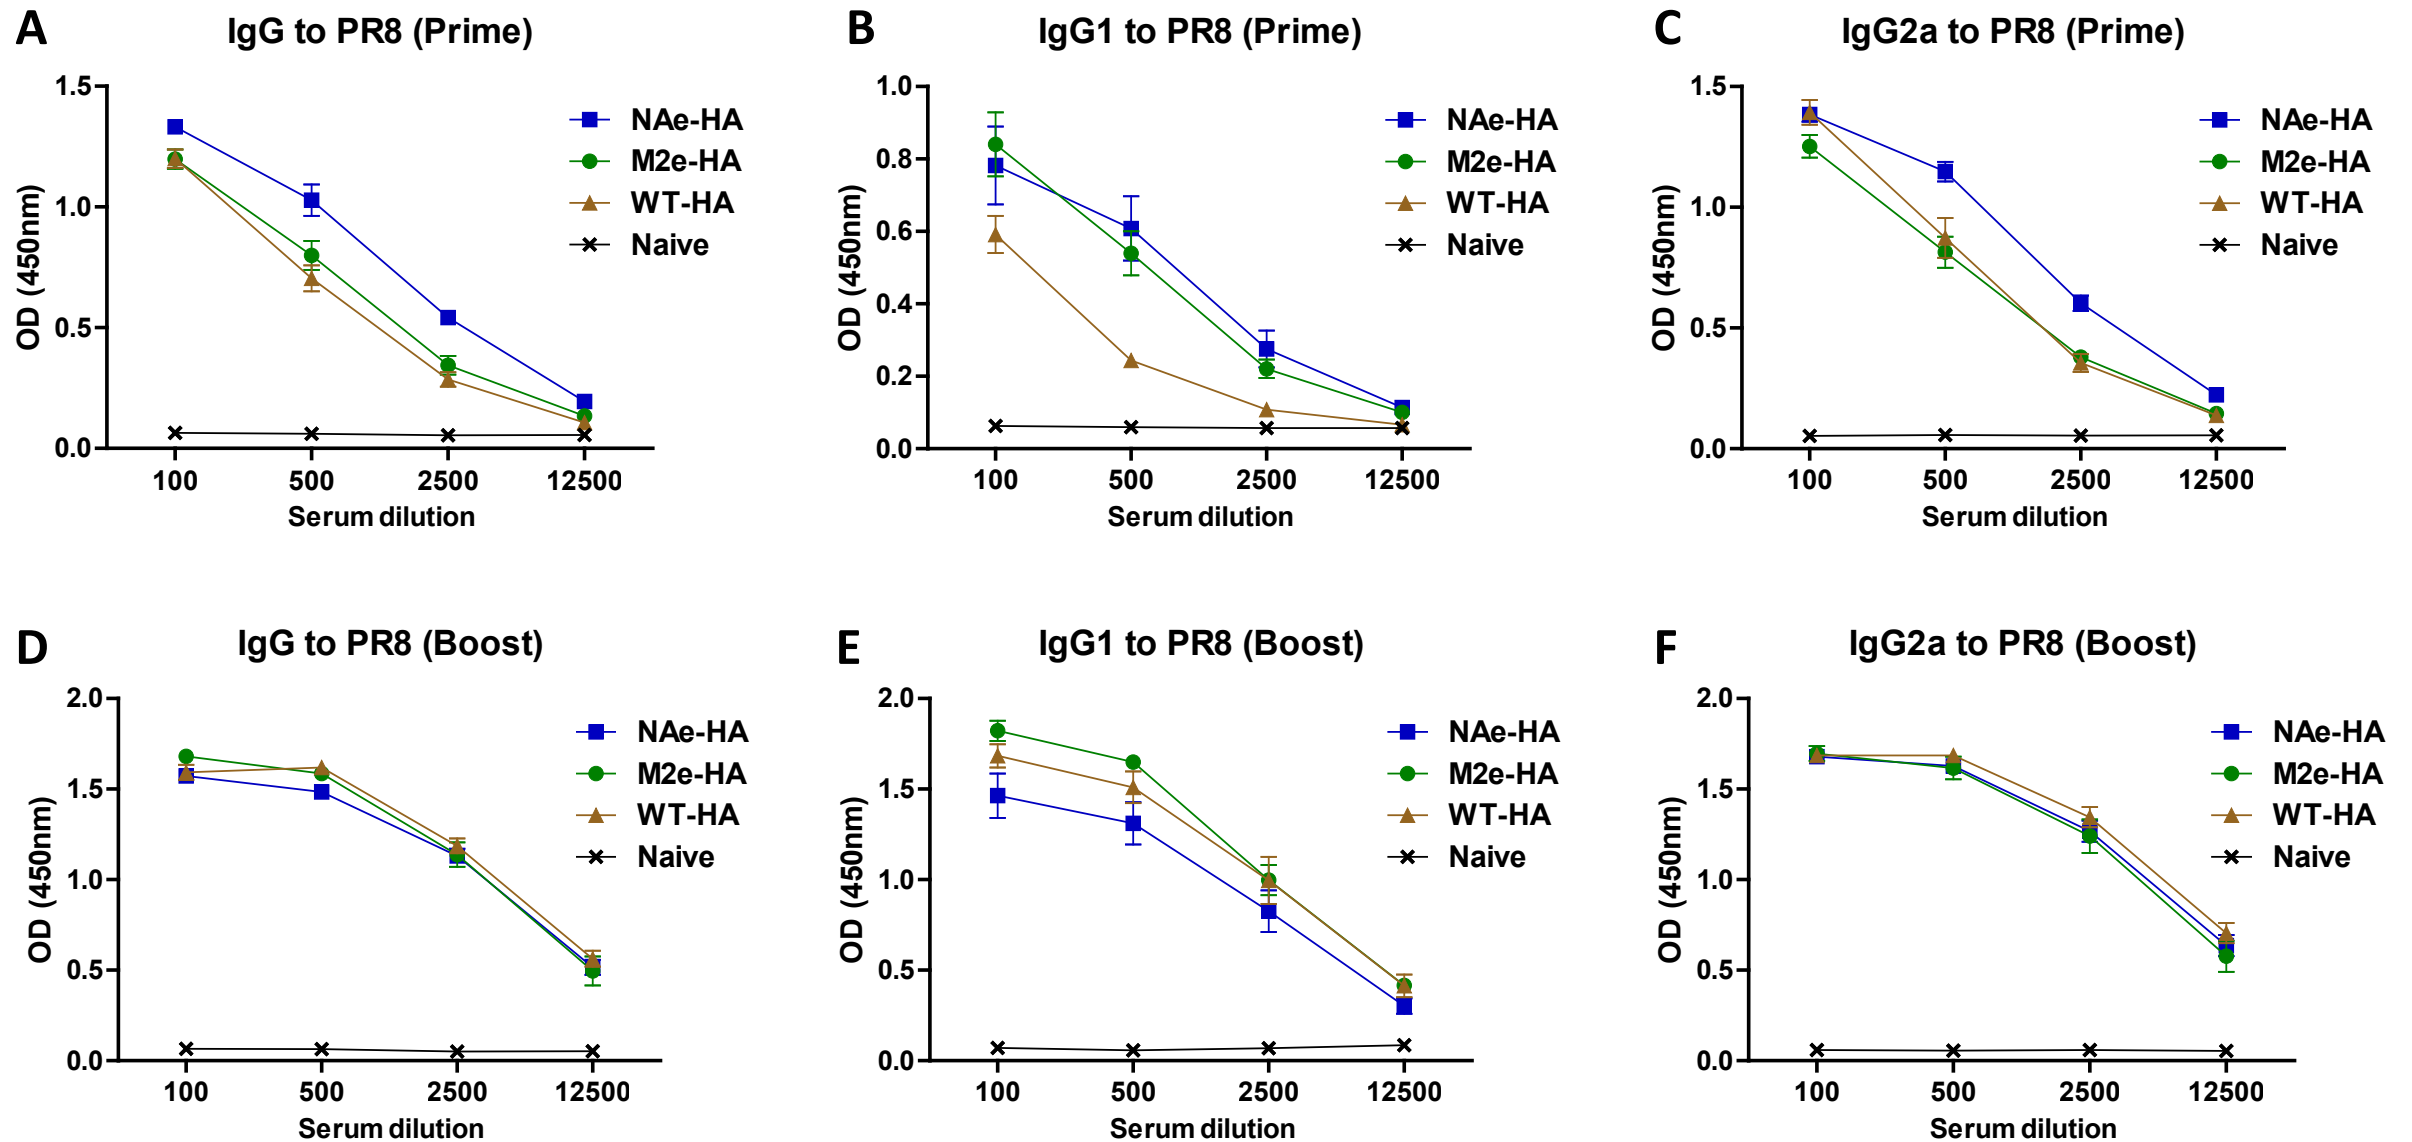 A
IgG to PR8 (Prime)
1.5
1.0
0.5
0.0
OD (450nm)
100 500 2500 12500
Serum dilution
NAe-HA
M2e-HA
WT-HA
Naive
B
IgG1 to PR8 (Prime)
1.0
0.8
0.6
0.4
0.2
0.0
OD (450nm)
100 500 2500 12500
Serum dilution
NAe-HA
M2e-HA
WT-HA
Naive
C
IgG2a to PR8 (Prime)
1.5
1.0
0.5
0.0
OD (450nm)
100 500 2500 12500
Serum dilution
NAe-HA
M2e-HA
WT-HA
Naive
D
IgG to PR8 (Boost)
2.0
1.5
1.0
0.5
0.0
OD (450nm)
100 500 2500 12500
Serum dilution
NAe-HA
M2e-HA
WT-HA
Naive
E
IgG1 to PR8 (Boost)
2.0
1.5
1.0
0.5
0.0
OD (450nm)
100 500 2500 12500
Serum dilution
NAe-HA
M2e-HA
WT-HA
Naive
F
IgG2a to PR8 (Boost)
2.0
1.5
1.0
0.5
0.0
OD (450nm)
100 500 2500 12500
Serum dilution
NAe-HA
M2e-HA
WT-HA
Naive